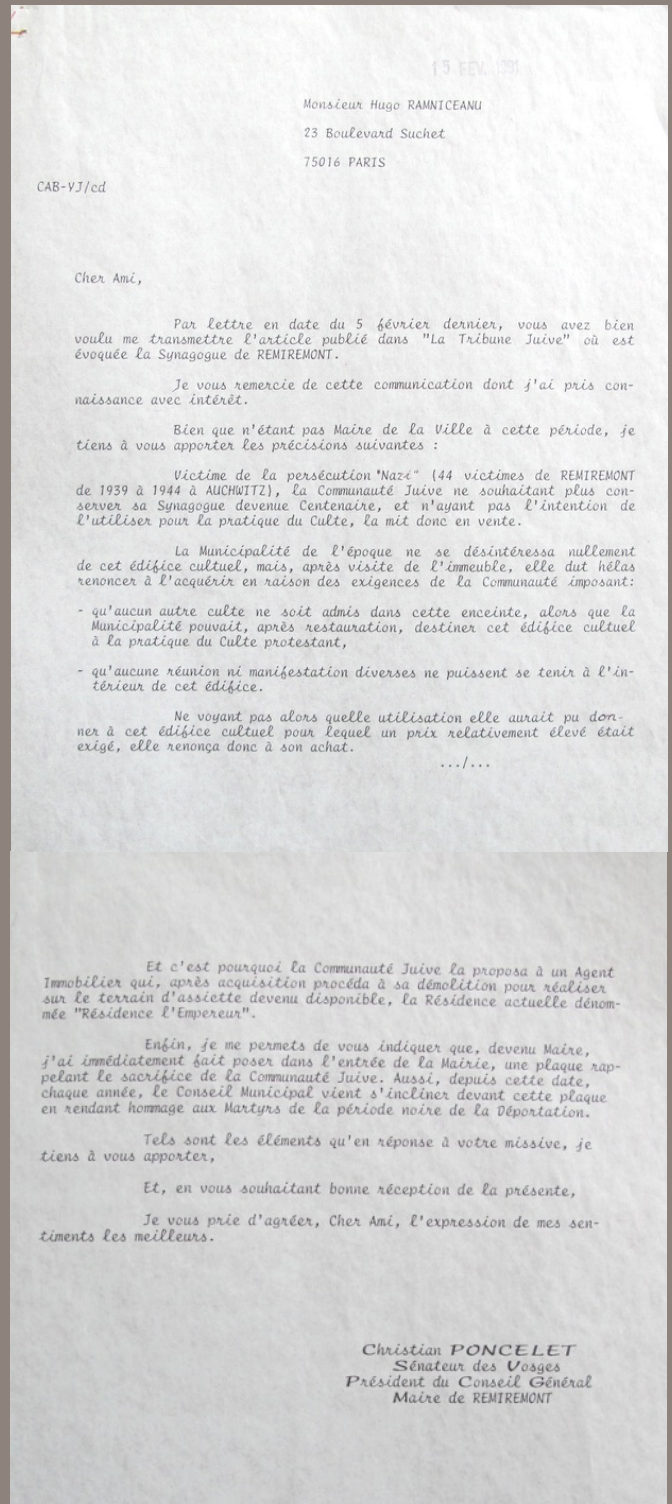 15 FEV. 1991
Monsieur Hugo RAMNICEANU
23 Boulevard Suchet
75016 PARIS
CAB-YJ/cd
Cher Ami,
Par lettre en date du 5 février dernier, vous avez bien
voulu me transmettre l'article publié dans "La Tribune Juive" où est
évoquée la Synagogue de REMIREMONT.
Je vous remercie de cette communication dont j'ai pris con-
naissance avec intérêt.
Bien que n'étant pas Maire de la Ville à cette période, je
tiens à vous apporter les précisions suivantes :
Victime de la persécution "Nazi" (44 victimes de REMIREMONT
de 1939 à 1944 à AUCHWITZ), la Communauté Juive ne souhaitant plus con-
server sa Synagogue devenue Centenaire, et n'ayant pas l'intention de
l'utiliser pour la pratique du Culte, la mit donc en vente.
La Municipalité de l'époque ne se désintéressa nullement
de cet édifice cultuel, mais, après visite de l'immeuble, elle dut hélas
renoncer à l'acquérir en raison des exigences de la Communauté imposant:
- qu'aucun autre culte ne soit admis dans cette enceinte, alors que la
Municipalité pouvait, après restauration, destiner cet édifice cultuel
à la pratique du Culte protestant,
- qu'aucune réunion ni manifestation diverses ne puissent se tenir à l'in-
térieur de cet édifice.
Ne voyant pas alors quelle utilisation elle aurait pu don-
ner à cet édifice cultuel pour lequel un prix relativement élevé était
exigé, elle renonça donc à son achat.
.../...
Et c'est pourquoi la Communauté Juive la proposa à un Agent
Immobilier qui, après acquisition procéda à sa démolition pour réaliser
sur le terrain d'assiette devenu disponible, la Résidence actuelle dénom-
mée "Résidence l'Empereur".
Enfin, je me permets de vous indiquer que, devenu Maire,
j'ai immédiatement fait poser dans l'entrée de la Mairie, une plaque rap-
pelant le sacrifice de la Communauté Juive. Aussi, depuis cette date,
chaque année, le Conseil Municipal vient s'incliner devant cette plaque
en rendant hommage aux Martyrs de la période noire de la Déportation.
Tels sont les éléments qu'en réponse à votre missive, je
tiens à vous apporter,
Et, en vous souhaitant bonne réception de la présente,
Je vous prie d'agréer, Cher Ami, l'expression de mes sen-
timents les meilleurs.
Christian PONCELET
Sénateur des Vosges
Président du Conseil Général
Maire de REMIREMONT